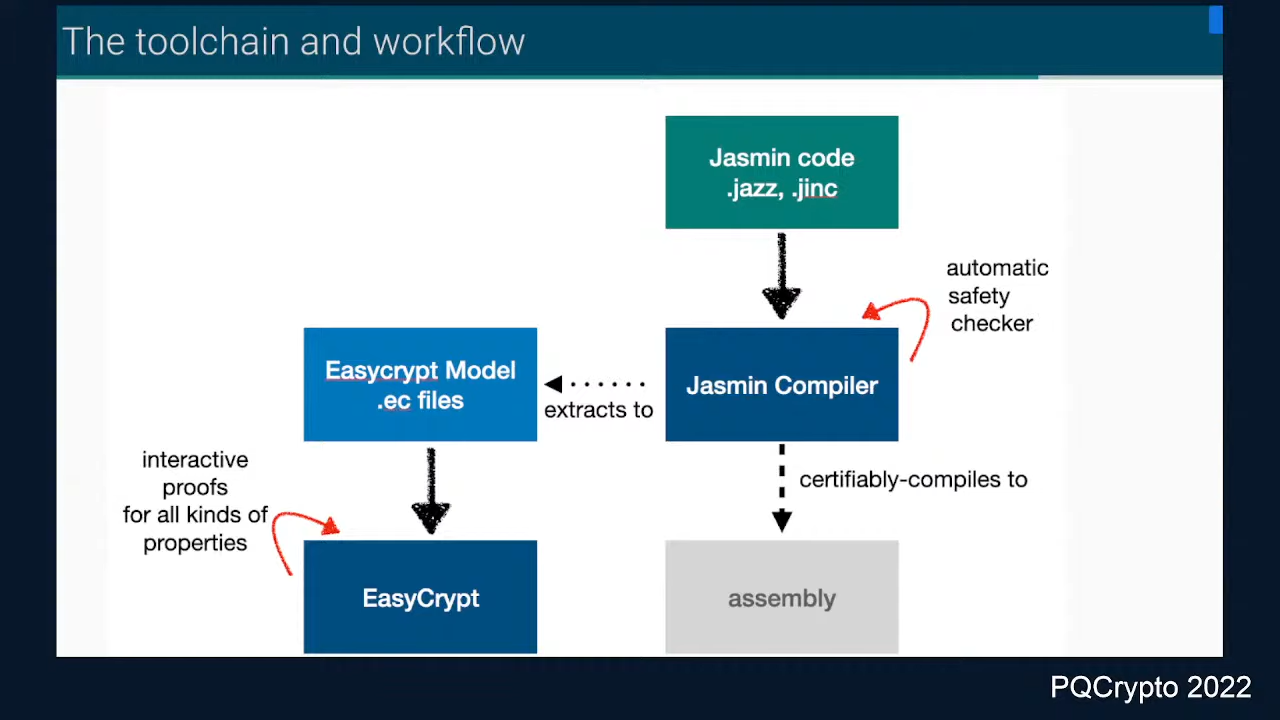 The toolchain and workflow
Jasmin code
.jazz, .jinc
automatic
safety
checker
Easycrypt Model
.ec files
extracts to
Jasmin Compiler
interactive
proofs
for all kinds of
properties
certifiably-compiles to
EasyCrypt
assembly
PQCrypto 2022